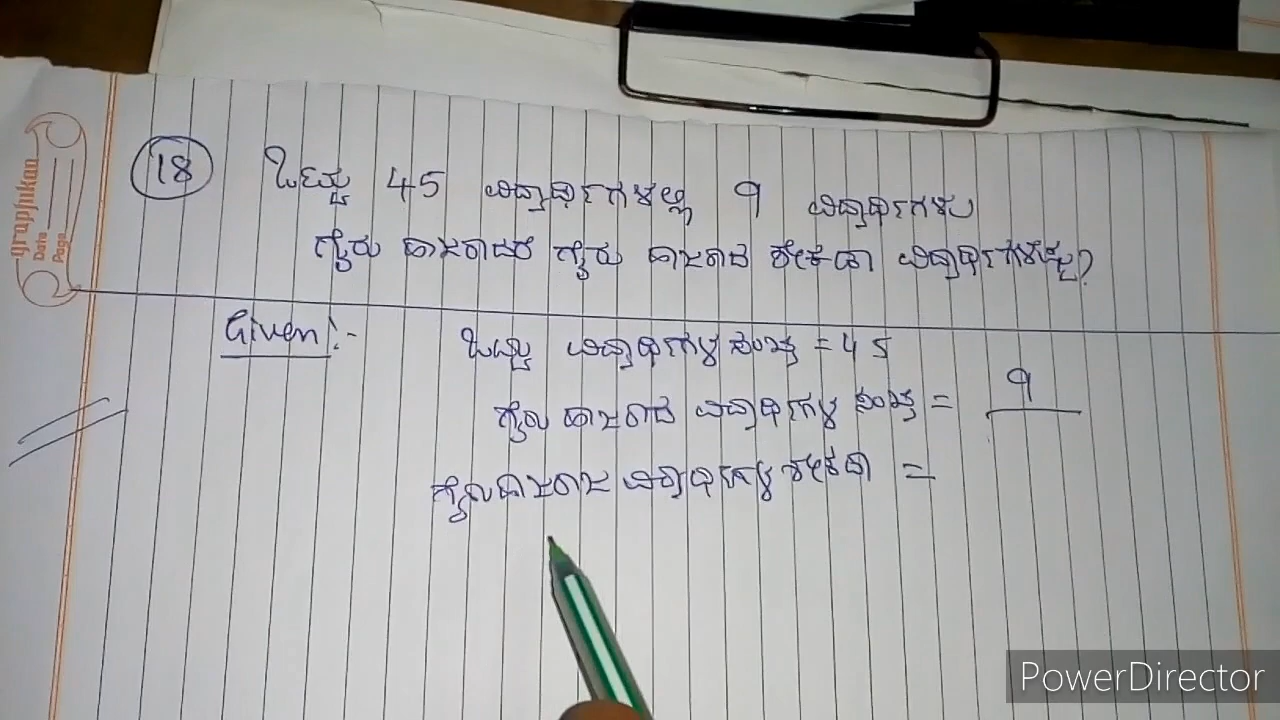 graphikan
Date
Page
18 ಒಟ್ಟು 45 ವಿದ್ಯಾರ್ಥಿಗಳಲ್ಲಿ 9 ವಿದ್ಯಾರ್ಥಿಗಳು
ಗೈರು ಹಾಜರಾದರೆ ಗೈರು ಹಾಜರಾದ ಶೇಕಡಾ ವಿದ್ಯಾರ್ಥಿಗಳೆಷ್ಟು?
Given:- ಒಟ್ಟು ವಿದ್ಯಾರ್ಥಿಗಳ ಸಂಖ್ಯೆ = 45
ಗೈರು ಹಾಜರಾದ ವಿದ್ಯಾರ್ಥಿಗಳ ಸಂಖ್ಯೆ = 9
ಗೈರು ಹಾಜರಾದ ವಿದ್ಯಾರ್ಥಿಗಳ ಶೇಕಡಾ =
PowerDirector